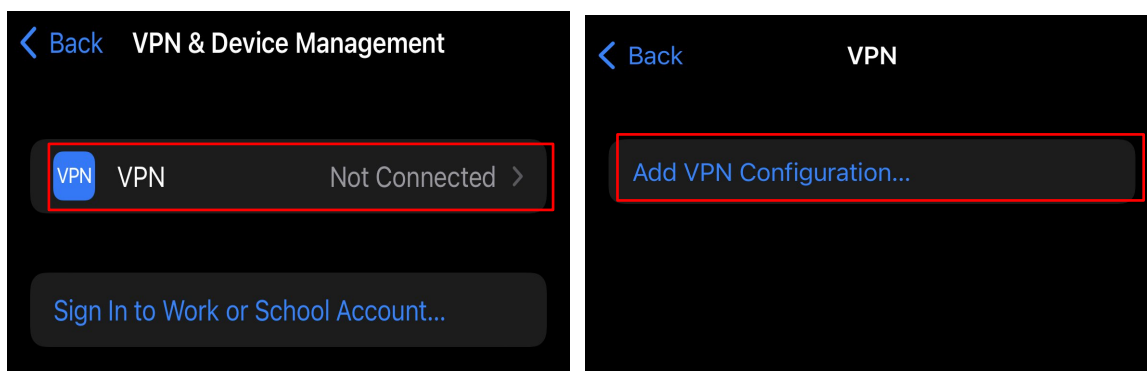 Back VPN & Device Management
VPN VPN Not Connected
Sign In to Work or School Account...
Back VPN
Add VPN Configuration...